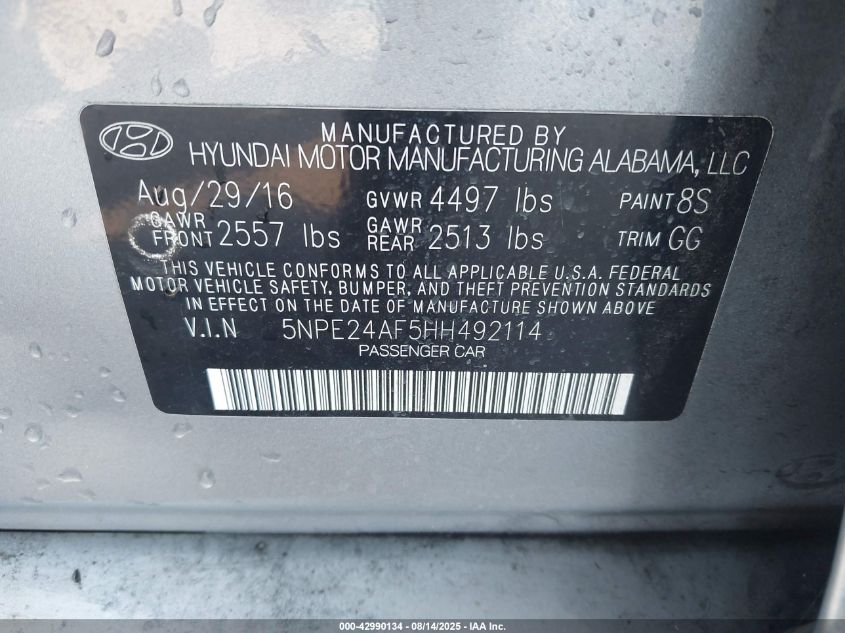 MANUFACTURED BY
HYUNDAI MOTOR MANUFACTURING ALABAMA, LLC
Aug/29/16 GVWR 4497 lbs PAINT 8S
GAWR FRONT 2557 lbs GAWR REAR 2513 lbs TRIM GG
THIS VEHICLE CONFORMS TO ALL APPLICABLE U.S.A. FEDERAL
MOTOR VEHICLE SAFETY, BUMPER, AND THEFT PREVENTION STANDARDS
IN EFFECT ON THE DATE OF MANUFACTURE SHOWN ABOVE
V.I.N 5NPE24AF5HH492114
PASSENGER CAR
000-42990134 - 08/14/2025 - IAA Inc.